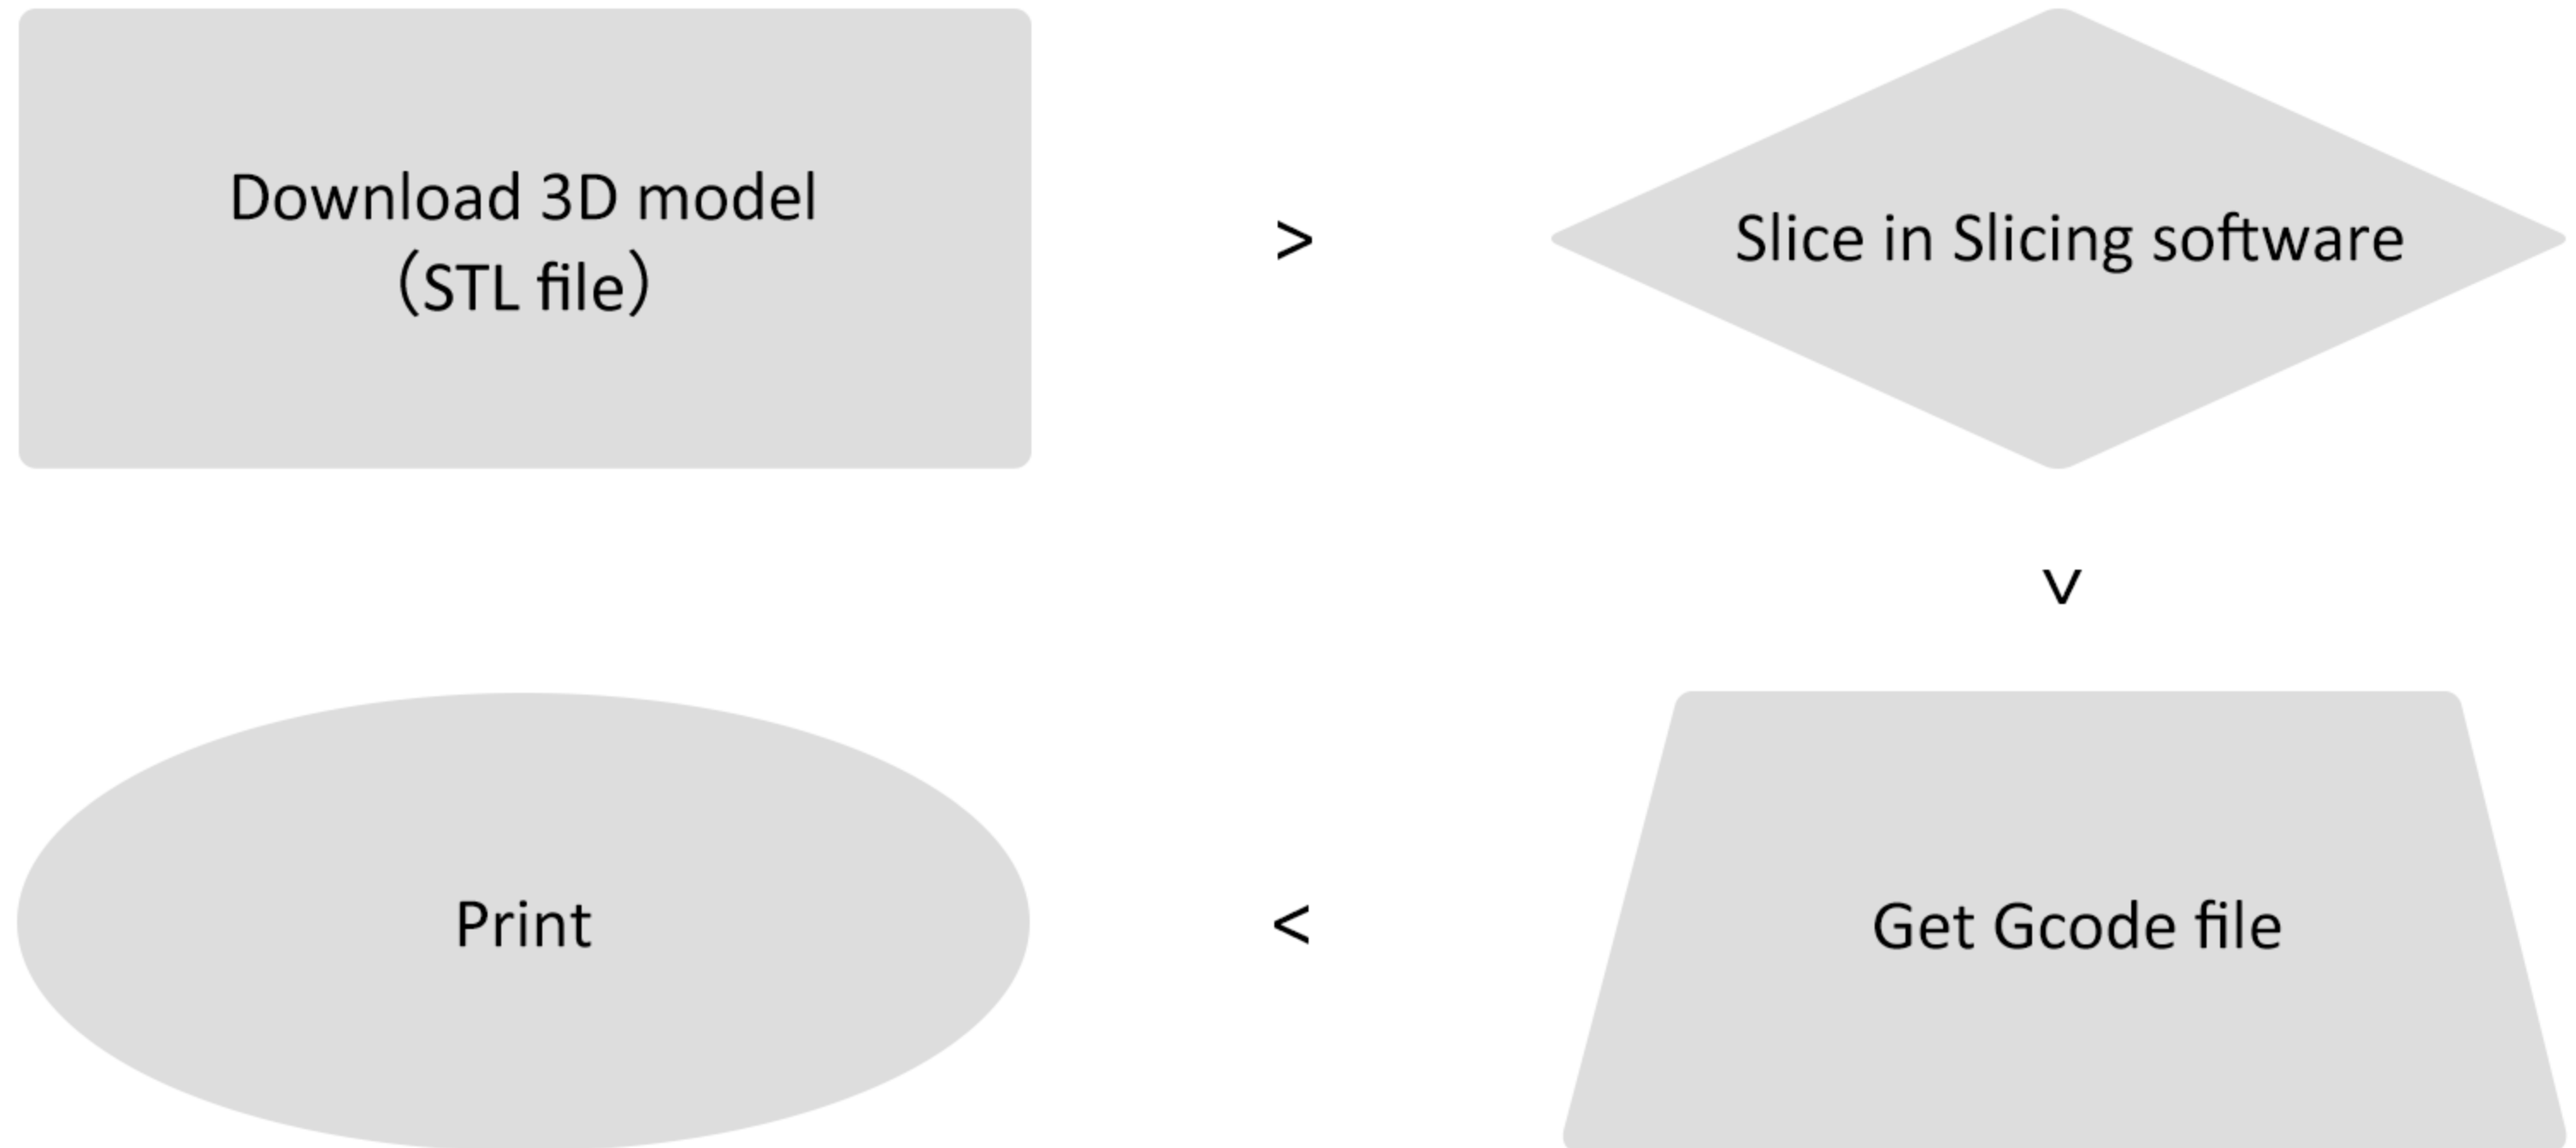 Download 3D model
（STL file）
>
Slice in Slicing software
>
Get Gcode file
<
Print